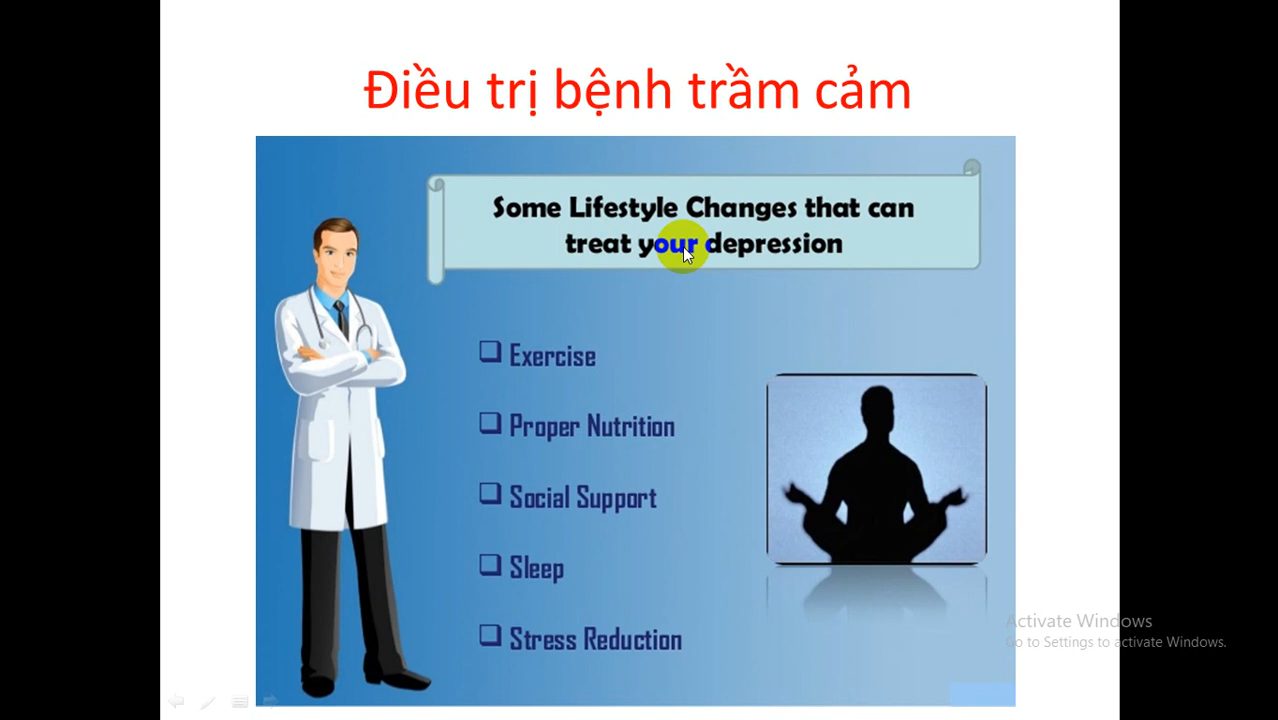 Điều trị bệnh trầm cảm
Some Lifestyle Changes that can
treat your depression
Exercise
Proper Nutrition
Social Support
Sleep
Stress Reduction
Activate Windows
Go to Settings to activate Windows.